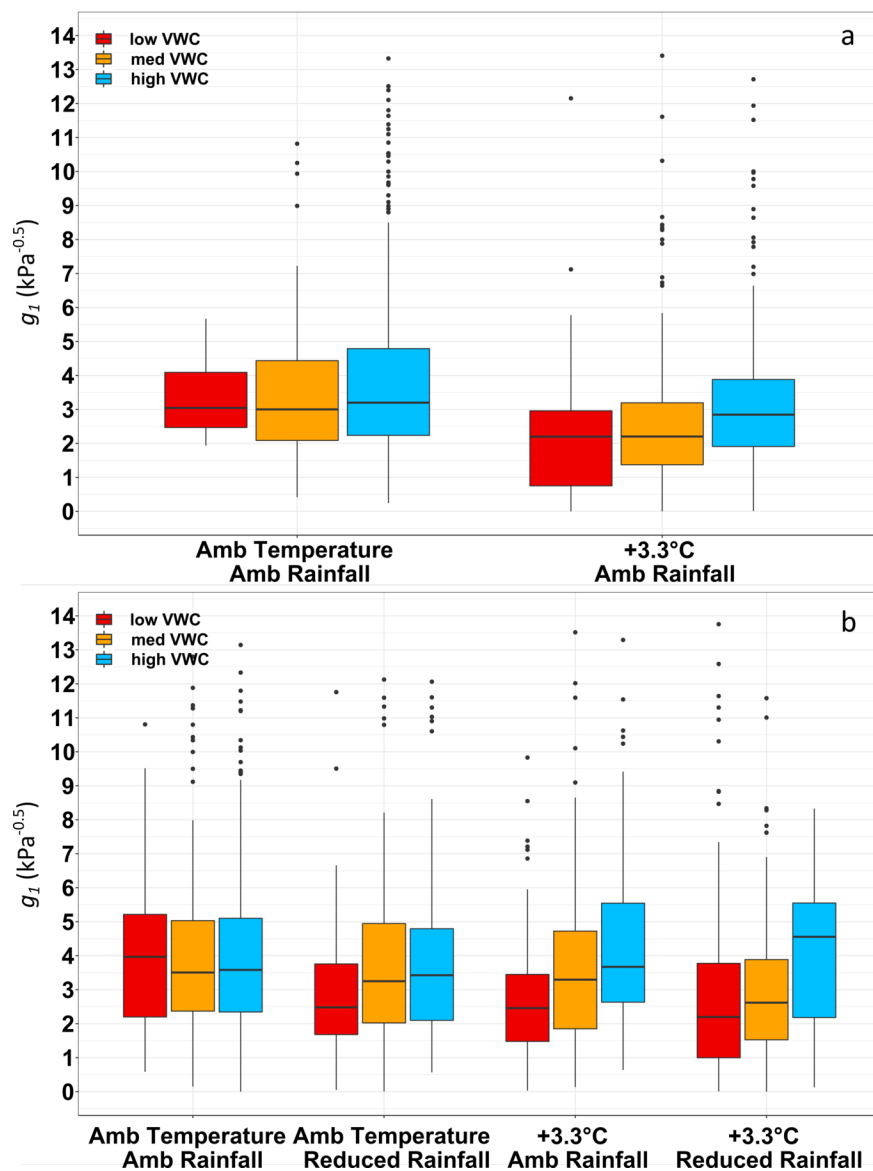 a
low VWC
med VWC
high VWC
14
13
12
11
10
9
8
7
6
5
4
3
2
1
0
g1 (kPa-0.5)
Amb Temperature
Amb Rainfall
+3.3°C
Amb Rainfall
b
low VWC
med VWC
high VWC
14
13
12
11
10
9
8
7
6
5
4
3
2
1
0
g1 (kPa-0.5)
Amb Temperature
Amb Rainfall
Amb Temperature
Reduced Rainfall
+3.3°C
Amb Rainfall
+3.3°C
Reduced Rainfall